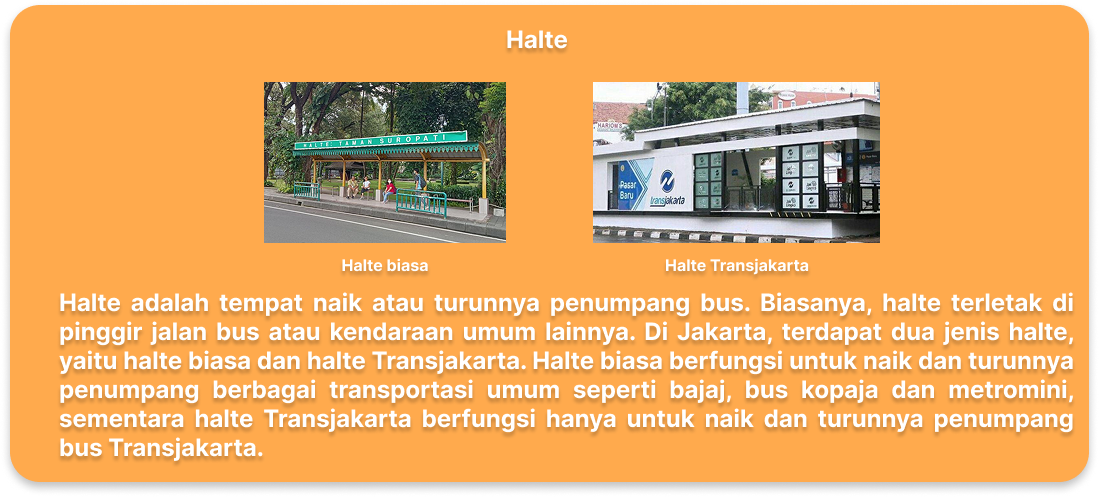 Halte
HALTE TAMAN SUROPATI
HARIOM'S
Pasar
Baru
transjakarta
Halte biasa
Halte Transjakarta
Halte adalah tempat naik atau turunnya penumpang bus. Biasanya, halte terletak di
pinggir jalan bus atau kendaraan umum lainnya. Di Jakarta, terdapat dua jenis halte,
yaitu halte biasa dan halte Transjakarta. Halte biasa berfungsi untuk naik dan turunnya
penumpang berbagai transportasi umum seperti bajaj, bus kopaja dan metromini,
sementara halte Transjakarta berfungsi hanya untuk naik dan turunnya penumpang
bus Transjakarta.